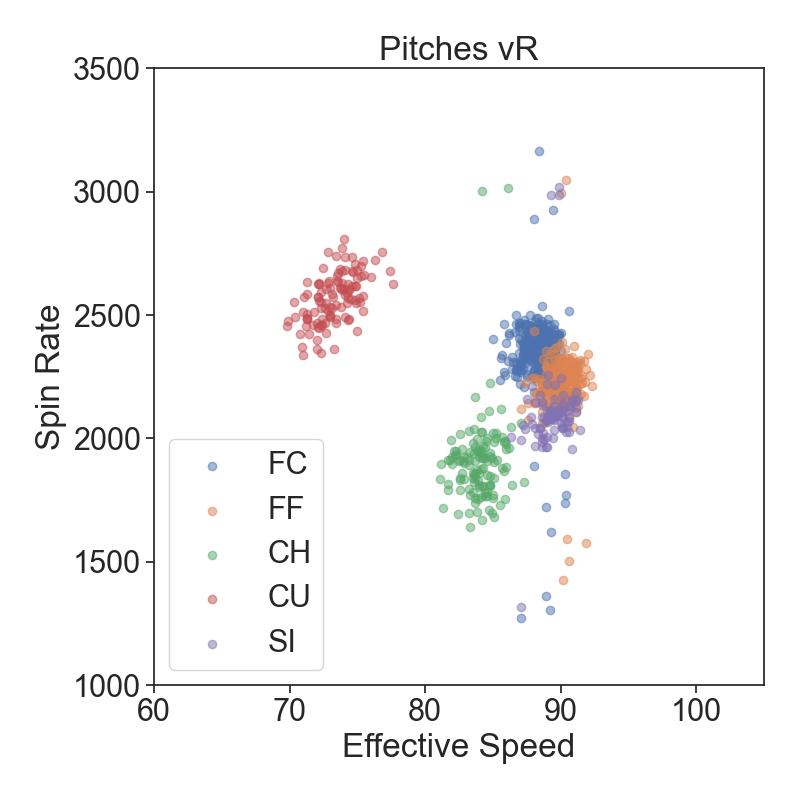 Pitches vR
3500
3000
2500
2000
1500
1000
Spin Rate
FC
FF
CH
CU
SI
60 70 80 90 100
Effective Speed